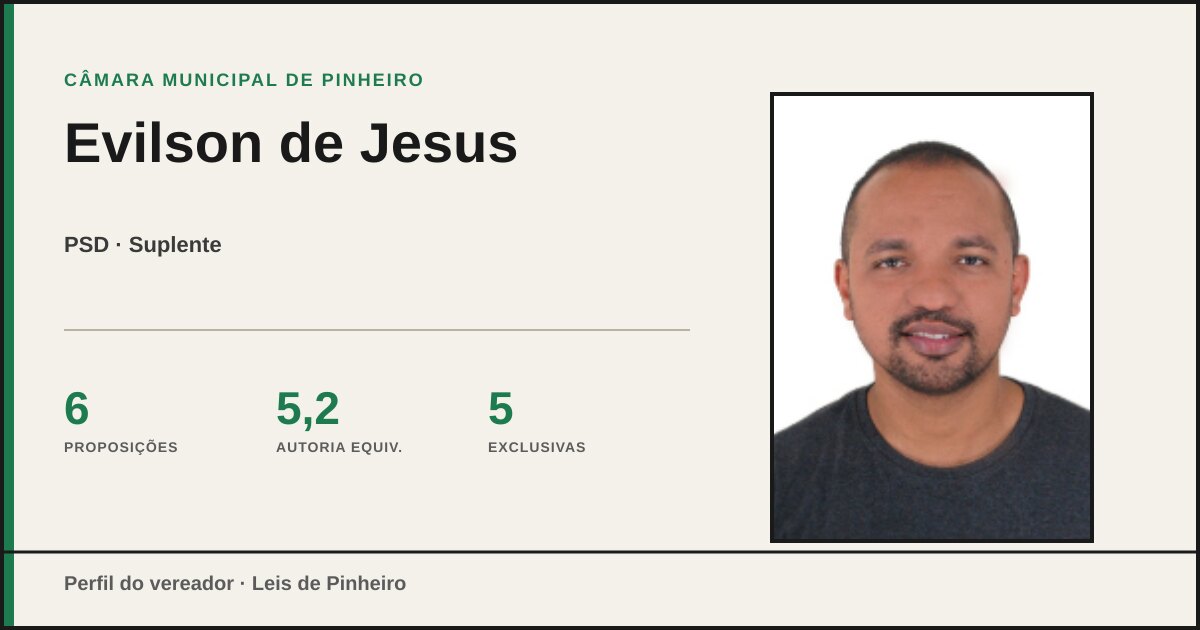 CÂMARA MUNICIPAL DE PINHEIRO
Evilson de Jesus
PSD · Suplente
6
PROPOSIÇÕES
5,2
AUTORIA EQUIV.
5
EXCLUSIVAS
Perfil do vereador · Leis de Pinheiro